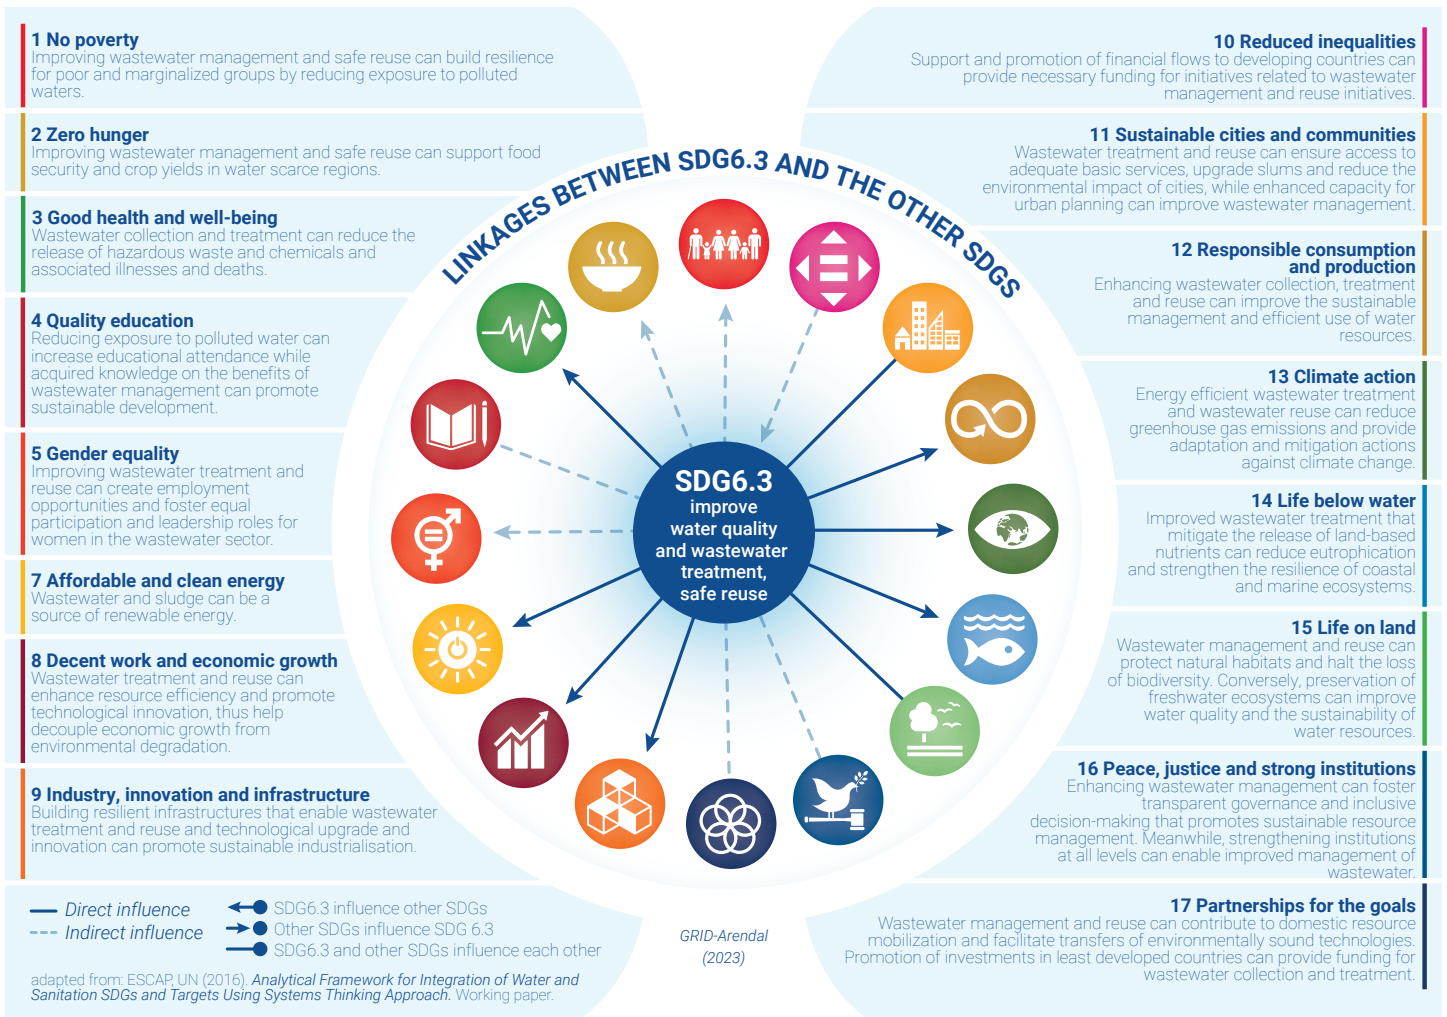 LINKAGES BETWEEN SDG6.3 AND THE OTHER SDGS
1 No poverty
Improving wastewater management and safe reuse can build resilience
for poor and marginalized groups by reducing exposure to polluted
waters.
2 Zero hunger
Improving wastewater management and safe reuse can support food
security and crop yields in water scarce regions.
3 Good health and well-being
Wastewater collection and treatment can reduce the
release of hazardous waste and chemicals and
associated illnesses and deaths.
4 Quality education
Reducing exposure to polluted water can
increase educational attendance while
acquired knowledge on the benefits of
wastewater management can promote
sustainable development.
5 Gender equality
Improving wastewater treatment and
reuse can create employment
opportunities and foster equal
participation and leadership roles for
women in the wastewater sector.
7 Affordable and clean energy
Wastewater and sludge can be a
source of renewable energy.
8 Decent work and economic growth
Wastewater treatment and reuse can
enhance resource efficiency and promote
technological innovation, thus help
decouple economic growth from
environmental degradation.
9 Industry, innovation and infrastructure
Building resilient infrastructures that enable wastewater
treatment and reuse and technological upgrade and
innovation can promote sustainable industrialisation.
SDG6.3
improve
water quality
and wastewater
treatment,
safe reuse
10 Reduced inequalities
Support and promotion of financial flows to developing countries can
provide necessary funding for initiatives related to wastewater
management and reuse initiatives.
11 Sustainable cities and communities
Wastewater treatment and reuse can ensure access to
adequate basic services, upgrade slums and reduce the
environmental impact of cities, while enhanced capacity for
urban planning can improve wastewater management.
12 Responsible consumption
and production
Enhancing wastewater collection, treatment
and reuse can improve the sustainable
management and efficient use of water
resources.
13 Climate action
Energy efficient wastewater treatment
and wastewater reuse can reduce
greenhouse gas emissions and provide
adaptation and mitigation actions
against climate change.
14 Life below water
Improved wastewater treatment that
mitigate the release of land-based
nutrients can reduce eutrophication
and strengthen the resilience of coastal
and marine ecosystems.
15 Life on land
Wastewater management and reuse can
protect natural habitats and halt the loss
of biodiversity. Conversely, preservation of
freshwater ecosystems can improve
water quality and the sustainability of
water resources.
16 Peace, justice and strong institutions
Enhancing wastewater management can foster
transparent governance and inclusive
decision-making that promotes sustainable resource
management. Meanwhile, strengthening institutions
at all levels can enable improved management of
wastewater.
17 Partnerships for the goals
Wastewater management and reuse can contribute to domestic resource
mobilization and facilitate transfers of environmentally sound technologies.
Promotion of investments in least developed countries can provide funding for
wastewater collection and treatment.
Direct influence
Indirect influence
SDG6.3 influence other SDGs
Other SDGs influence SDG 6.3
SDG6.3 and other SDGs influence each other
adapted from: ESCAP, UN (2016). Analytical Framework for Integration of Water and
Sanitation SDGs and Targets Using Systems Thinking Approach. Working paper.
GRID-Arendal
(2023)